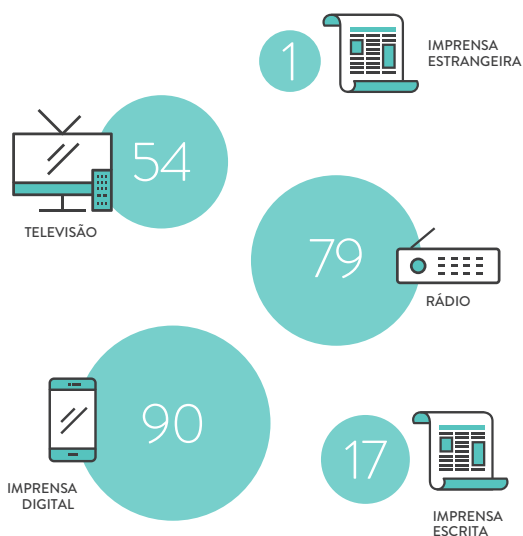 1
IMPRENSA
ESTRANGEIRA
54
TELEVISÃO
79
RÁDIO
90
IMPRENSA
DIGITAL
17
IMPRENSA
ESCRITA